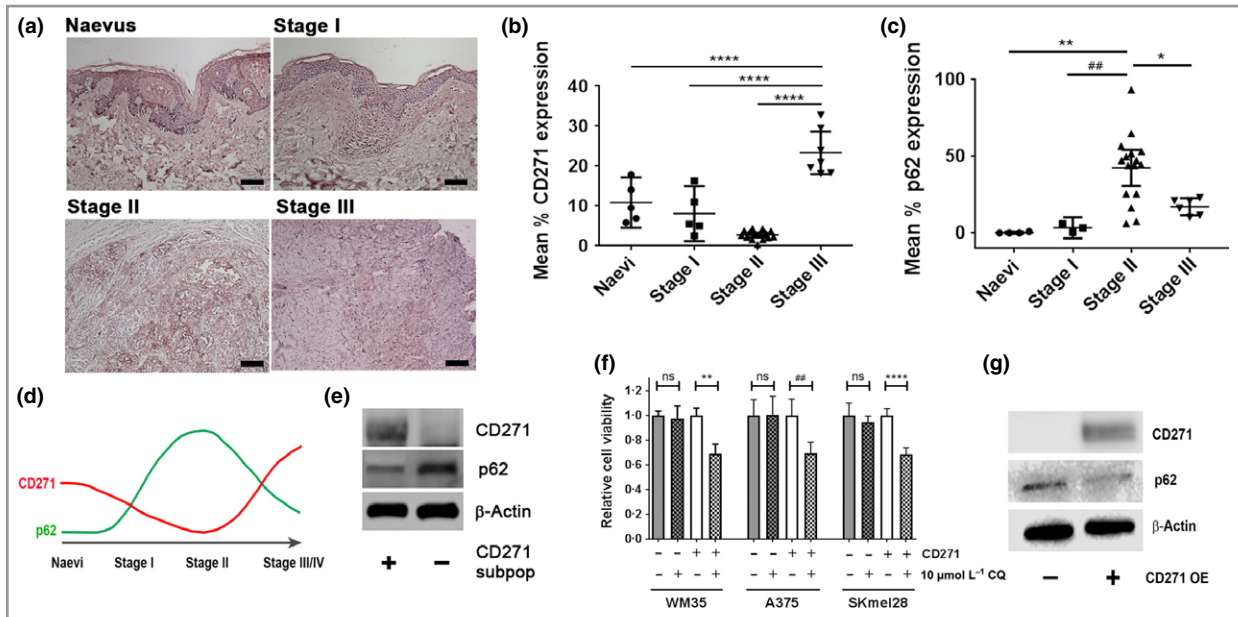 (a)
Naevus
Stage I
Stage II
Stage III
(b)
Mean % CD271 expression
40
30
20
10
0
****
****
****
Naevi
Stage I
Stage II
Stage III
(c)
Mean % p62 expression
100
50
0
**
##
*
Naevi
Stage I
Stage II
Stage III
(d)
CD271
p62
Naevi Stage I Stage II Stage III/IV
(e)
CD271
p62
β-Actin
+ − CD271
subpop
(f)
Relative cell viability
1·4
1·2
1·0
0·8
0·6
0·4
0·2
0·0
ns ** ns ## ns ****
− − + + − − + + − − + + CD271
− + − + − + − + − + − + 10 µmol L⁻¹ CQ
WM35 A375 SKmel28
(g)
CD271
p62
β-Actin
− + CD271 OE